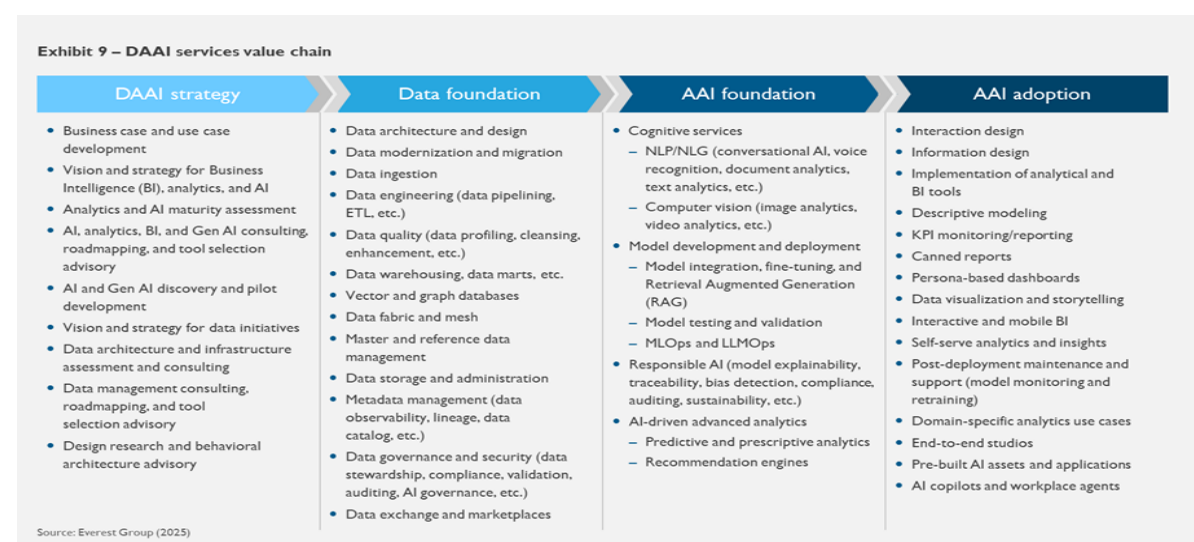 Exhibit 9 – DAAI services value chain
DAAI strategy
• Business case and use case
development
• Vision and strategy for Business
Intelligence (BI), analytics, and AI
• Analytics and AI maturity assessment
• AI, analytics, BI, and Gen AI consulting,
roadmapping, and tool selection
advisory
• AI and Gen AI discovery and pilot
development
• Vision and strategy for data initiatives
• Data architecture and infrastructure
assessment and consulting
• Data management consulting,
roadmapping, and tool
selection advisory
• Design research and behavioral
architecture advisory
Data foundation
• Data architecture and design
• Data modernization and migration
• Data ingestion
• Data engineering (data pipelining,
ETL, etc.)
• Data quality (data profiling, cleansing,
enhancement, etc.)
• Data warehousing, data marts, etc.
• Vector and graph databases
• Data fabric and mesh
• Master and reference data
management
• Data storage and administration
• Metadata management (data
observability, lineage, data
catalog, etc.)
• Data governance and security (data
stewardship, compliance, validation,
auditing, AI governance, etc.)
• Data exchange and marketplaces
AAI foundation
• Cognitive services
– NLP/NLG (conversational AI, voice
recognition, document analytics,
text analytics, etc.)
– Computer vision (image analytics,
video analytics, etc.)
• Model development and deployment
– Model integration, fine-tuning, and
Retrieval Augmented Generation
(RAG)
– Model testing and validation
– MLOps and LLMOps
• Responsible AI (model explainability,
traceability, bias detection, compliance,
auditing, sustainability, etc.)
• AI-driven advanced analytics
– Predictive and prescriptive analytics
– Recommendation engines
AAI adoption
• Interaction design
• Information design
• Implementation of analytical and
BI tools
• Descriptive modeling
• KPI monitoring/reporting
• Canned reports
• Persona-based dashboards
• Data visualization and storytelling
• Interactive and mobile BI
• Self-serve analytics and insights
• Post-deployment maintenance and
support (model monitoring and
retraining)
• Domain-specific analytics use cases
• End-to-end studios
• Pre-built AI assets and applications
• AI copilots and workplace agents
Source: Everest Group (2025)